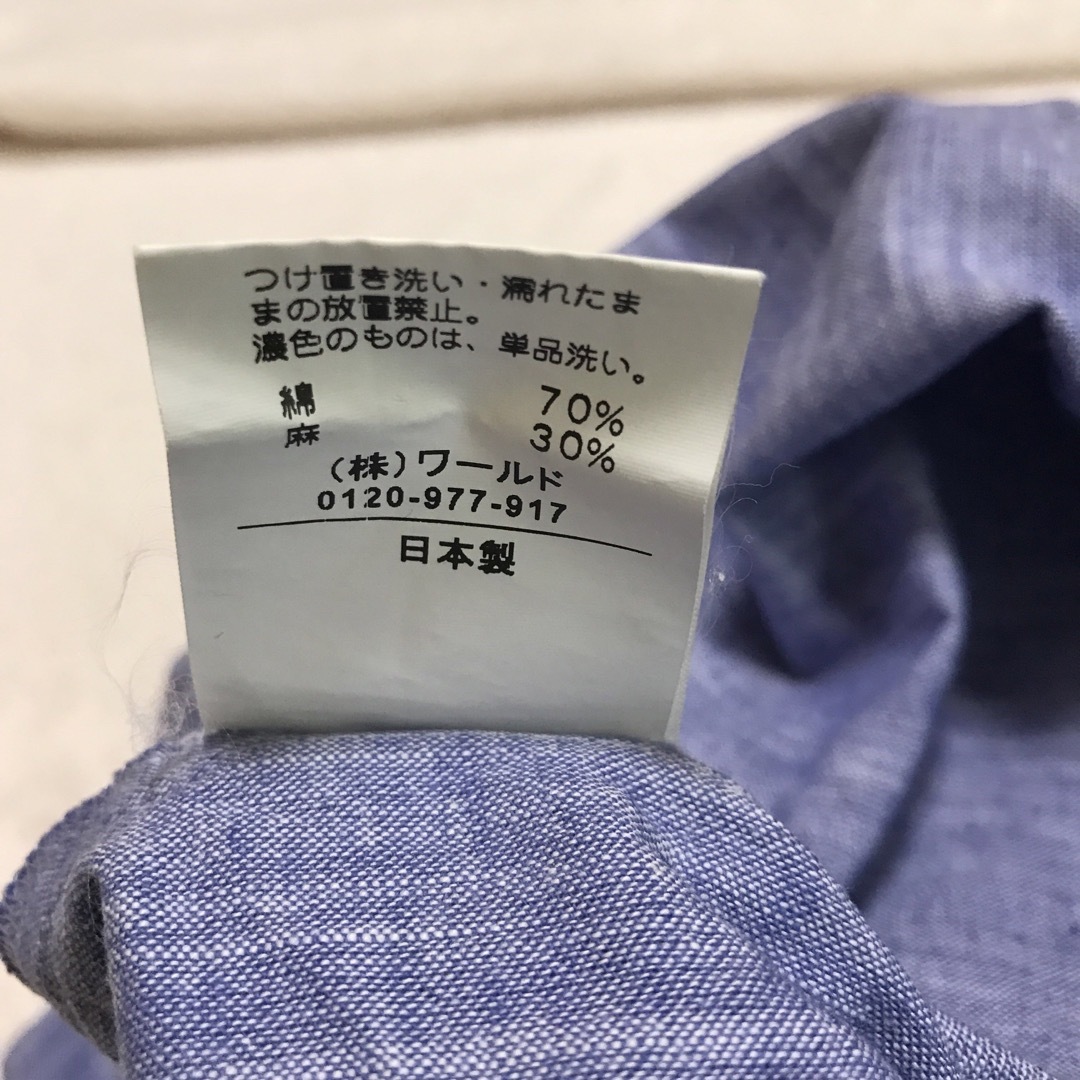 つけ置き洗い・濡れたま
まの放置禁止。
濃色のものは、単品洗い。
綿 70%
麻 30%
(株)ワールド
0120-977-917
日本製